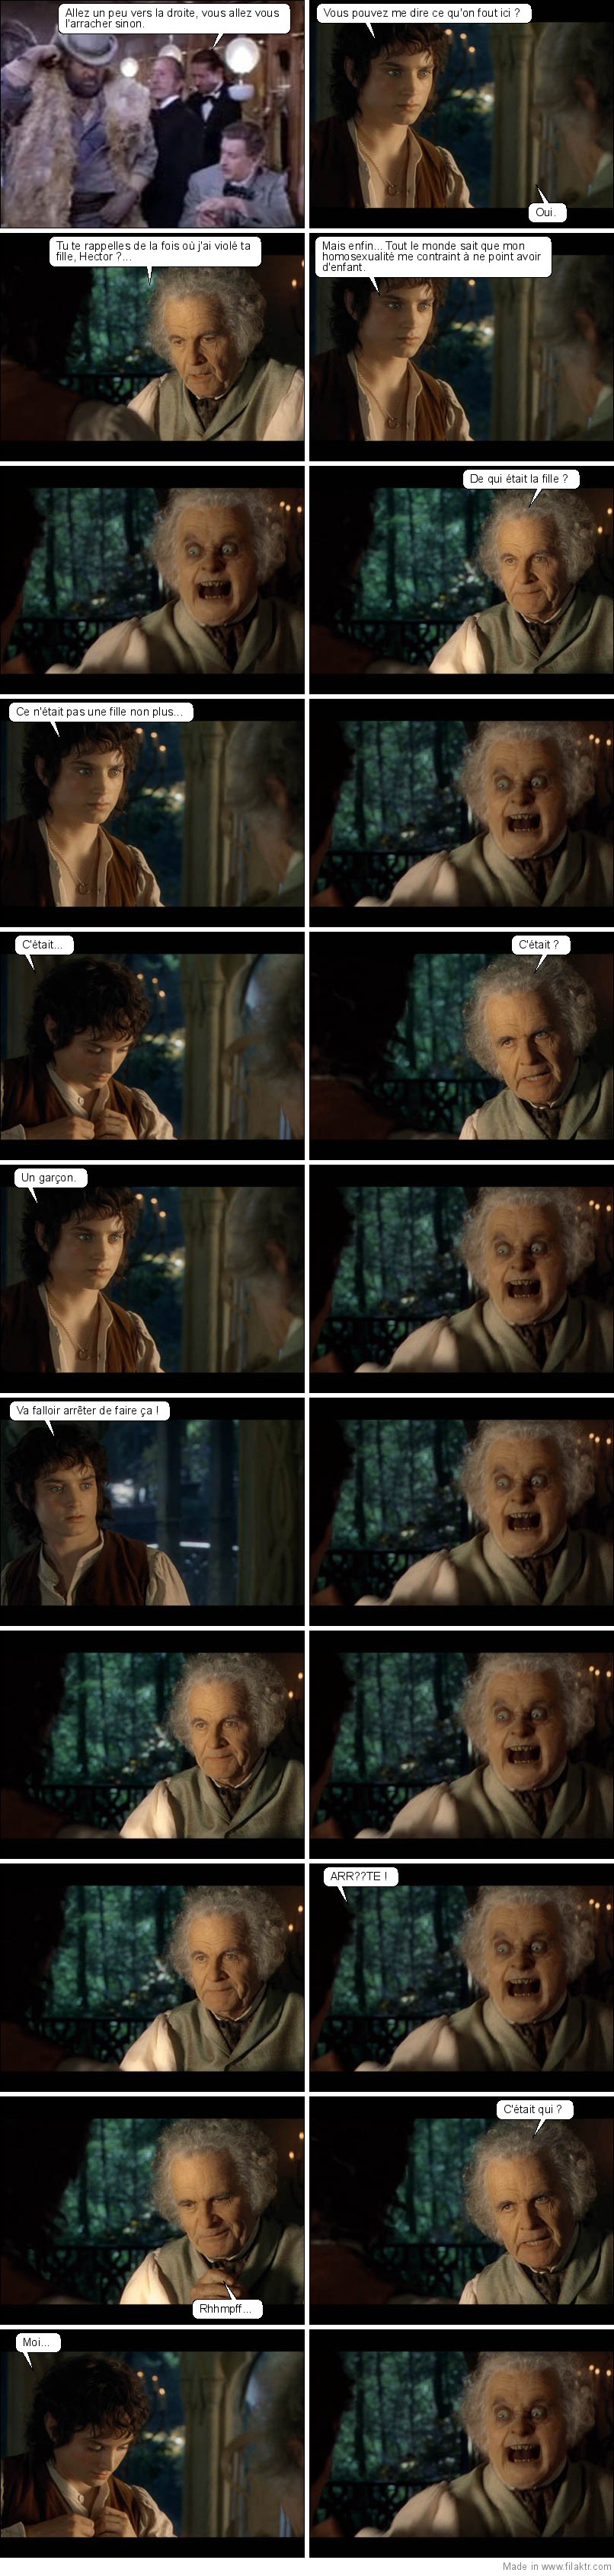 Allez un peu vers la droite, vous allez vous
l'arracher sinon.
Vous pouvez me dire ce qu'on fout ici ?
Oui.
Tu te rappelles de la fois où j'ai violé ta
fille, Hector ?...
Mais enfin... Tout le monde sait que mon
homosexualité me contraint à ne point avoir
d'enfant.
De qui était la fille ?
Ce n'était pas une fille non plus...
C'était...
C'était ?
Un garçon.
Va falloir arrêter de faire ça !
ARR??TE !
Rhhmpff...
C'était qui ?
Moi...
Made in www.filaktr.com